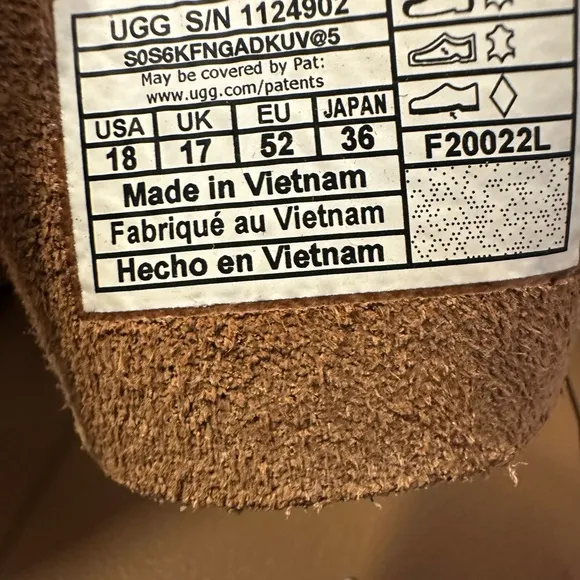 UGG S/N 1124902
S0S6KFNGADKUV@5
May be covered by Pat:
www.ugg.com/patents
USA UK EU JAPAN
18 17 52 36
F20022L
Made in Vietnam
Fabriqué au Vietnam
Hecho en Vietnam